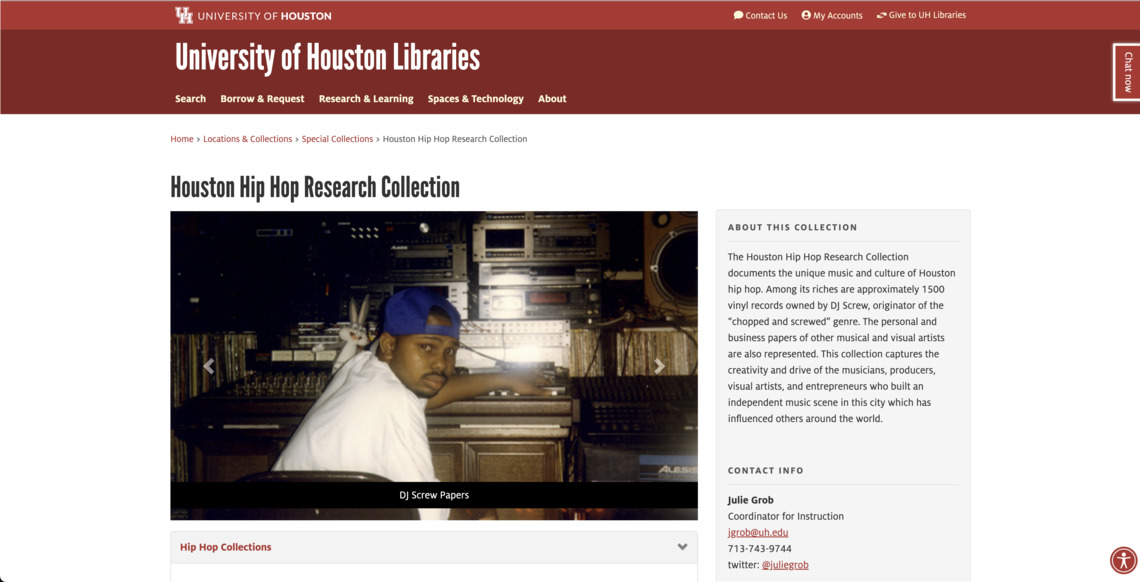 UNIVERSITY OF HOUSTON
Contact Us
My Accounts
Give to UH Libraries
University of Houston Libraries
Chat now
Search
Borrow & Request
Research & Learning
Spaces & Technology
About
Home > Locations & Collections > Special Collections > Houston Hip Hop Research Collection
Houston Hip Hop Research Collection
ALESIS
DJ Screw Papers
Hip Hop Collections
ABOUT THIS COLLECTION
The Houston Hip Hop Research Collection
documents the unique music and culture of Houston
hip hop. Among its riches are approximately 1500
vinyl records owned by DJ Screw, originator of the
“chopped and screwed” genre. The personal and
business papers of other musical and visual artists
are also represented. This collection captures the
creativity and drive of the musicians, producers,
visual artists, and entrepreneurs who built an
independent music scene in this city which has
influenced others around the world.
CONTACT INFO
Julie Grob
Coordinator for Instruction
jgrob@uh.edu
713-743-9744
twitter: @juliegrob